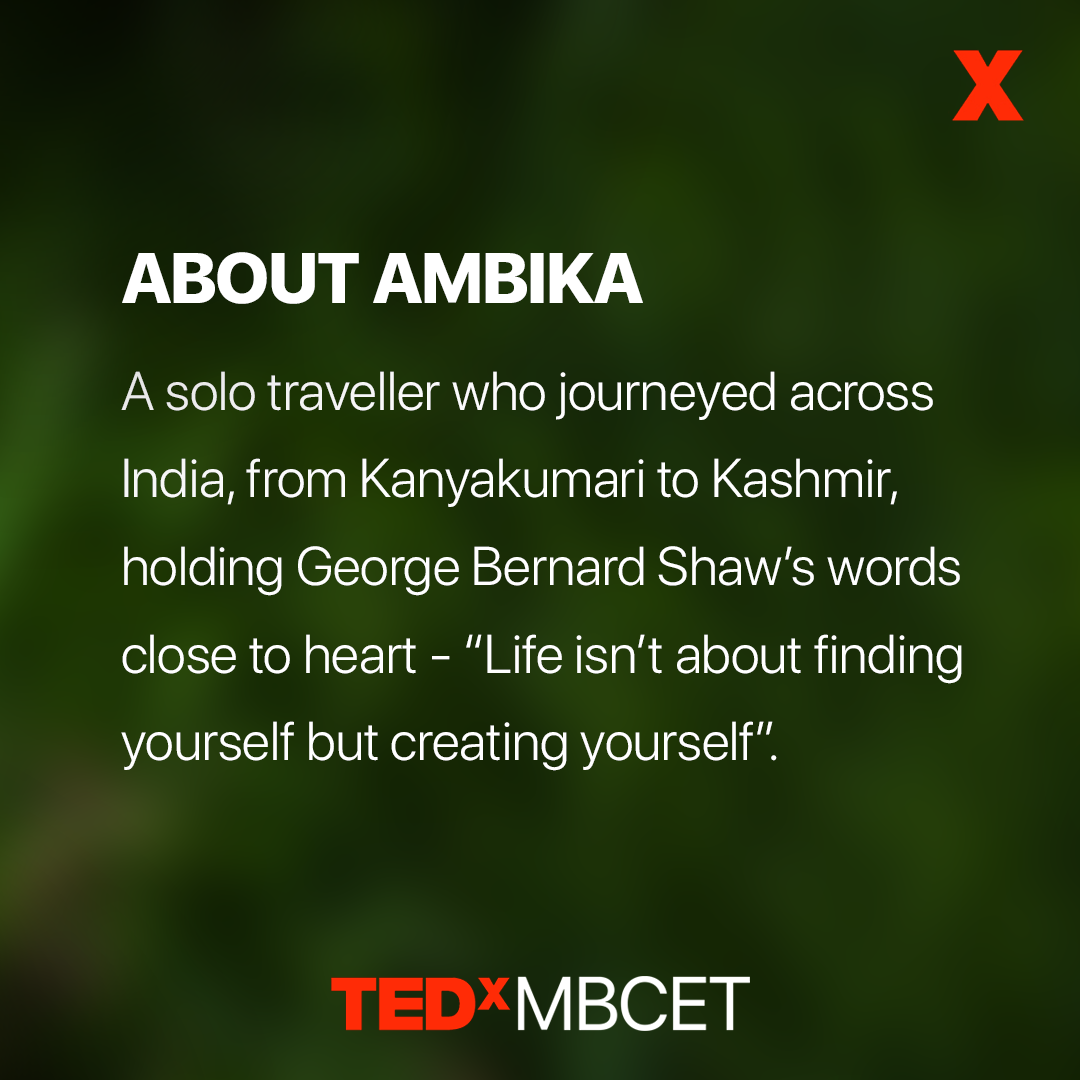 X
ABOUT AMBIKA
A solo traveller who journeyed across
India, from Kanyakumari to Kashmir,
holding George Bernard Shaw’s words
close to heart - “Life isn’t about finding
yourself but creating yourself”.
TEDxMBCET